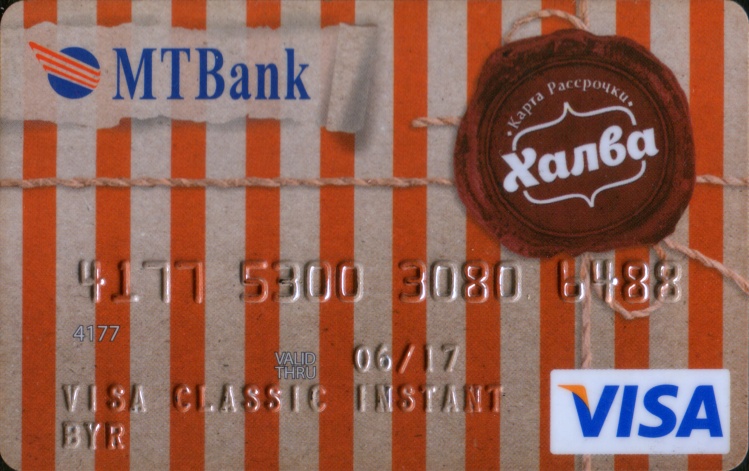 MTBank
• Карта Рассрочки •
Халва
4177 5300 3080 6488
4177
VALID
THRU
06/17
VISA CLASSIC INSTANT
BYR
VISA